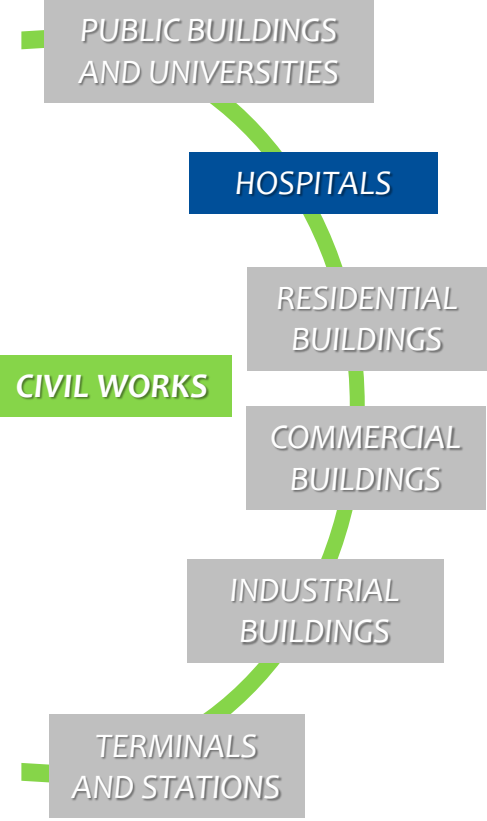 PUBLIC BUILDINGS
AND UNIVERSITIES
HOSPITALS
RESIDENTIAL
BUILDINGS
CIVIL WORKS
COMMERCIAL
BUILDINGS
INDUSTRIAL
BUILDINGS
TERMINALS
AND STATIONS